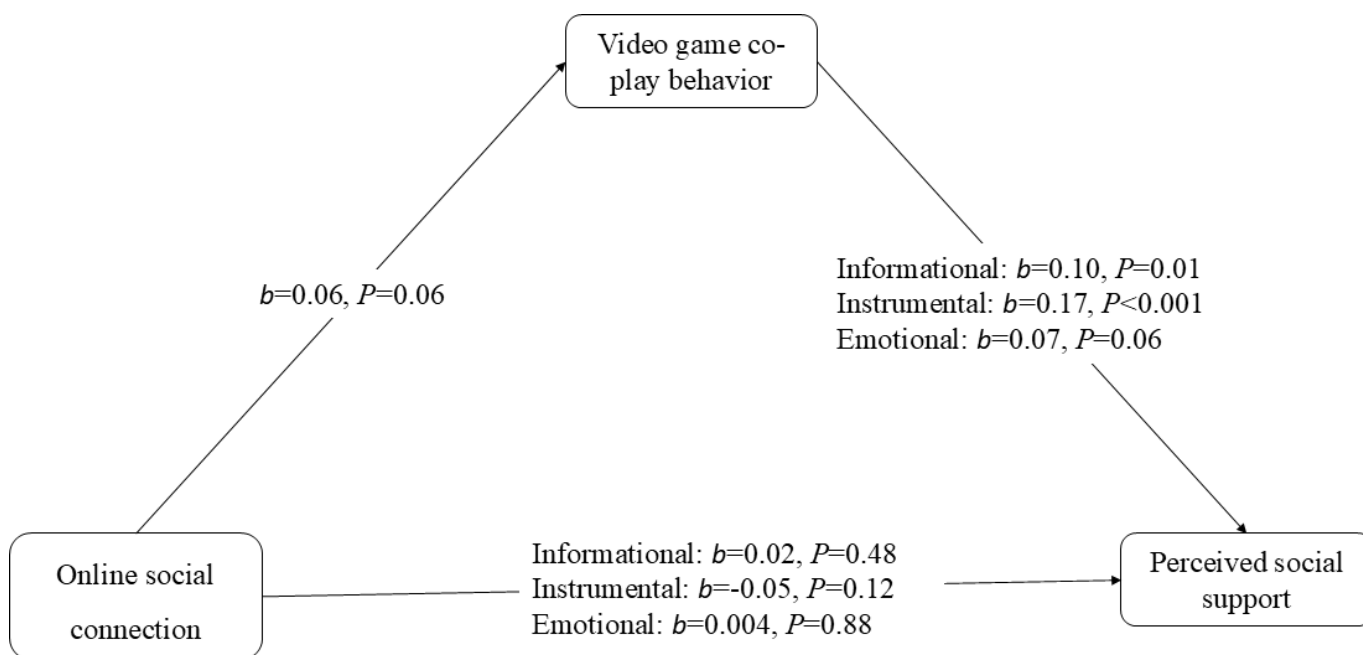 Video game co-
play behavior
b=0.06, P=0.06
Informational: b=0.10, P=0.01
Instrumental: b=0.17, P<0.001
Emotional: b=0.07, P=0.06
Online social
connection
Informational: b=0.02, P=0.48
Instrumental: b=-0.05, P=0.12
Emotional: b=0.004, P=0.88
Perceived social
support